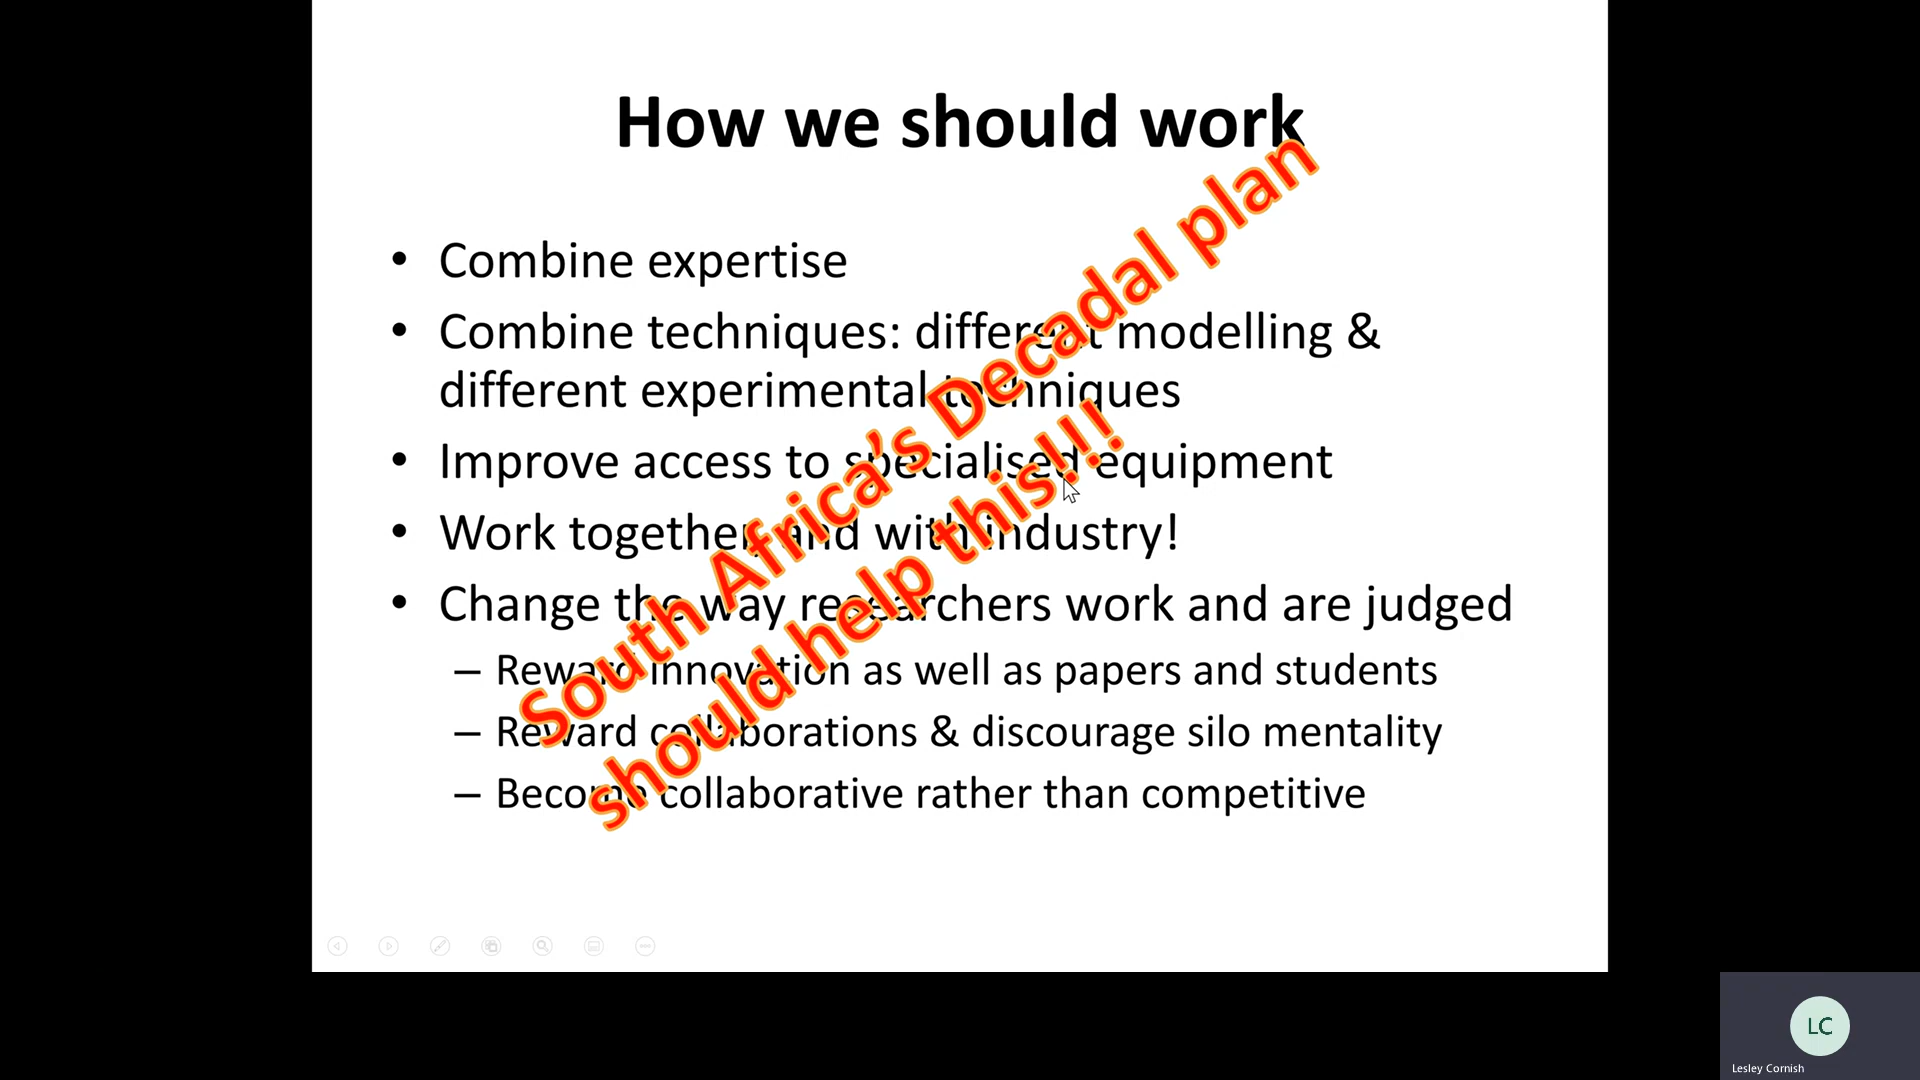 How we should work
• Combine expertise
• Combine techniques: different modelling &
different experimental techniques
• Improve access to specialised equipment
• Work together, and with industry!
• Change the way researchers work and are judged
– Reward innovation as well as papers and students
– Reward collaborations & discourage silo mentality
– Become collaborative rather than competitive
South Africa's Decadal plan
should help this!!!
LC
Lesley Cornish